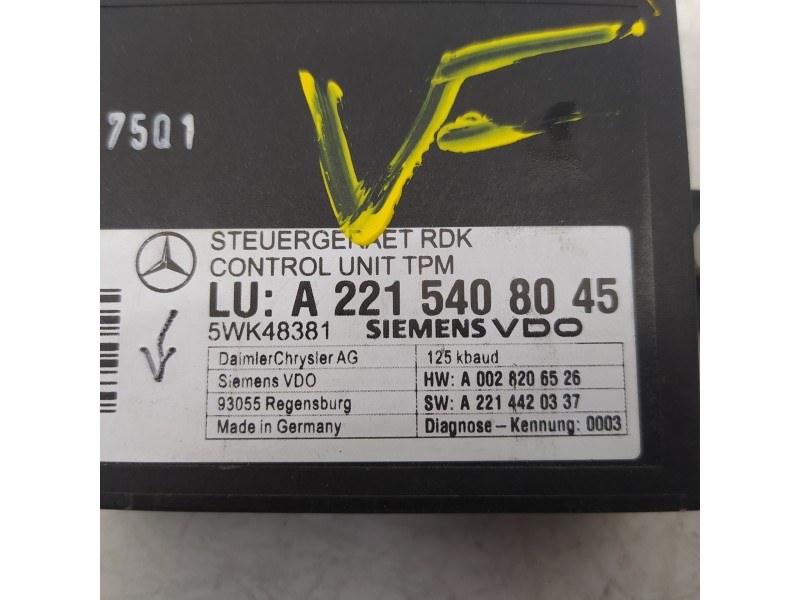 VF
75Q1
STEUERGERAET RDK
CONTROL UNIT TPM
LU: A 221 540 80 45
5WK48381 SIEMENS VDO
DaimlerChrysler AG 125 kbaud
Siemens VDO HW: A 002 820 65 26
93055 Regensburg SW: A 221 442 03 37
Made in Germany Diagnose-Kennung: 0003